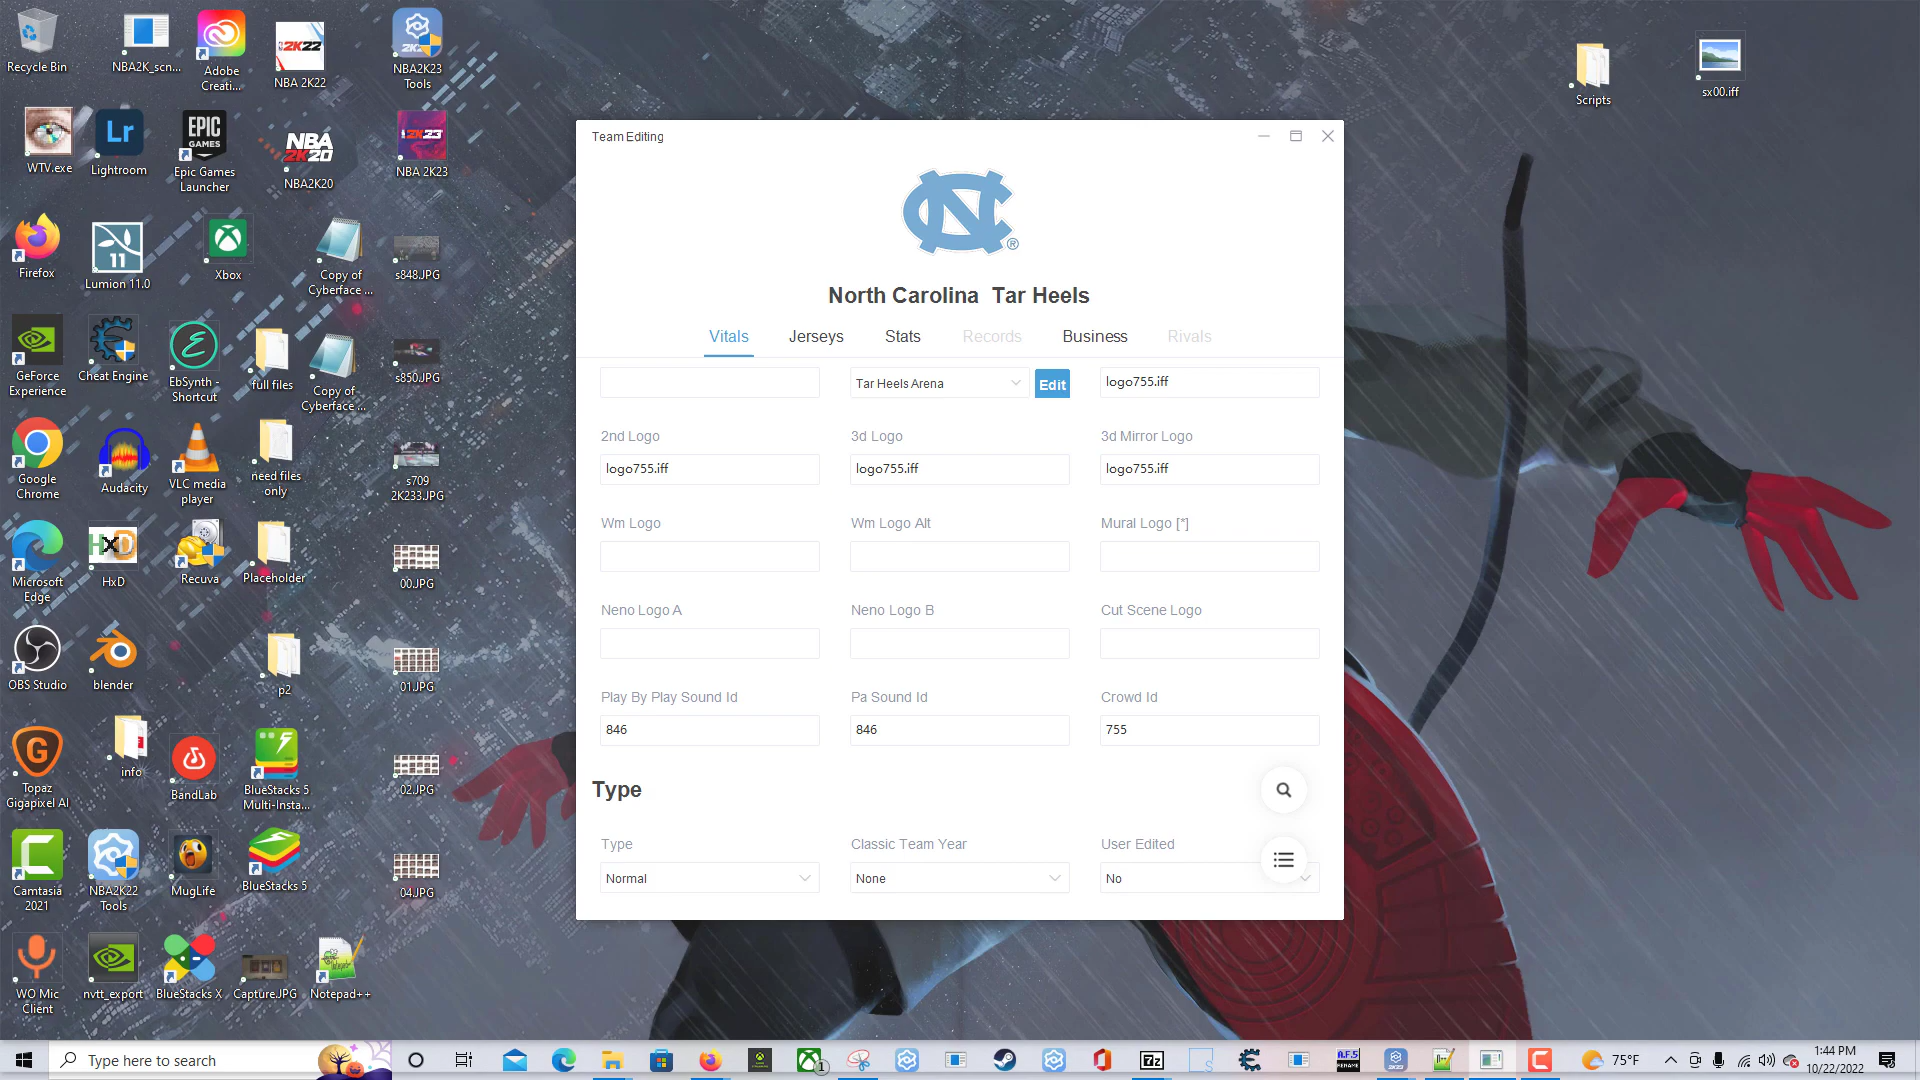 Recycle Bin
NBA2K_scn...
Adobe
Creati...
NBA 2K22
NBA2K23
Tools
Scripts
sx00.iff
WTV.exe
Lightroom
Epic Games
Launcher
NBA2K20
NBA 2K23
Firefox
Lumion 11.0
Xbox
Copy of
Cyberface ...
s848.JPG
GeForce
Experience
Cheat Engine
EbSynth -
Shortcut
full files
Copy of
Cyberface ...
s850.JPG
Google
Chrome
Audacity
VLC media
player
need files
only
s709
2K233.JPG
Microsoft
Edge
HxD
Recuva
Placeholder
00.JPG
OBS Studio
blender
p2
01.JPG
Topaz
Gigapixel AI
info
BandLab
BlueStacks 5
Multi-Insta...
02.JPG
Camtasia
2021
NBA2K22
Tools
MugLife
BlueStacks 5
04.JPG
WO Mic
Client
nvtt_export
BlueStacks X
Capture.JPG
Notepad++
Team Editing
NC ®
North Carolina Tar Heels
Vitals Jerseys Stats Records Business Rivals
Tar Heels Arena Edit logo755.iff
2nd Logo 3d Logo 3d Mirror Logo
logo755.iff logo755.iff logo755.iff
Wm Logo Wm Logo Alt Mural Logo [*]
Neno Logo A Neno Logo B Cut Scene Logo
Play By Play Sound Id Pa Sound Id Crowd Id
846 846 755
Type
Type Classic Team Year User Edited
Normal None No
Type here to search
75°F
1:44 PM
10/22/2022